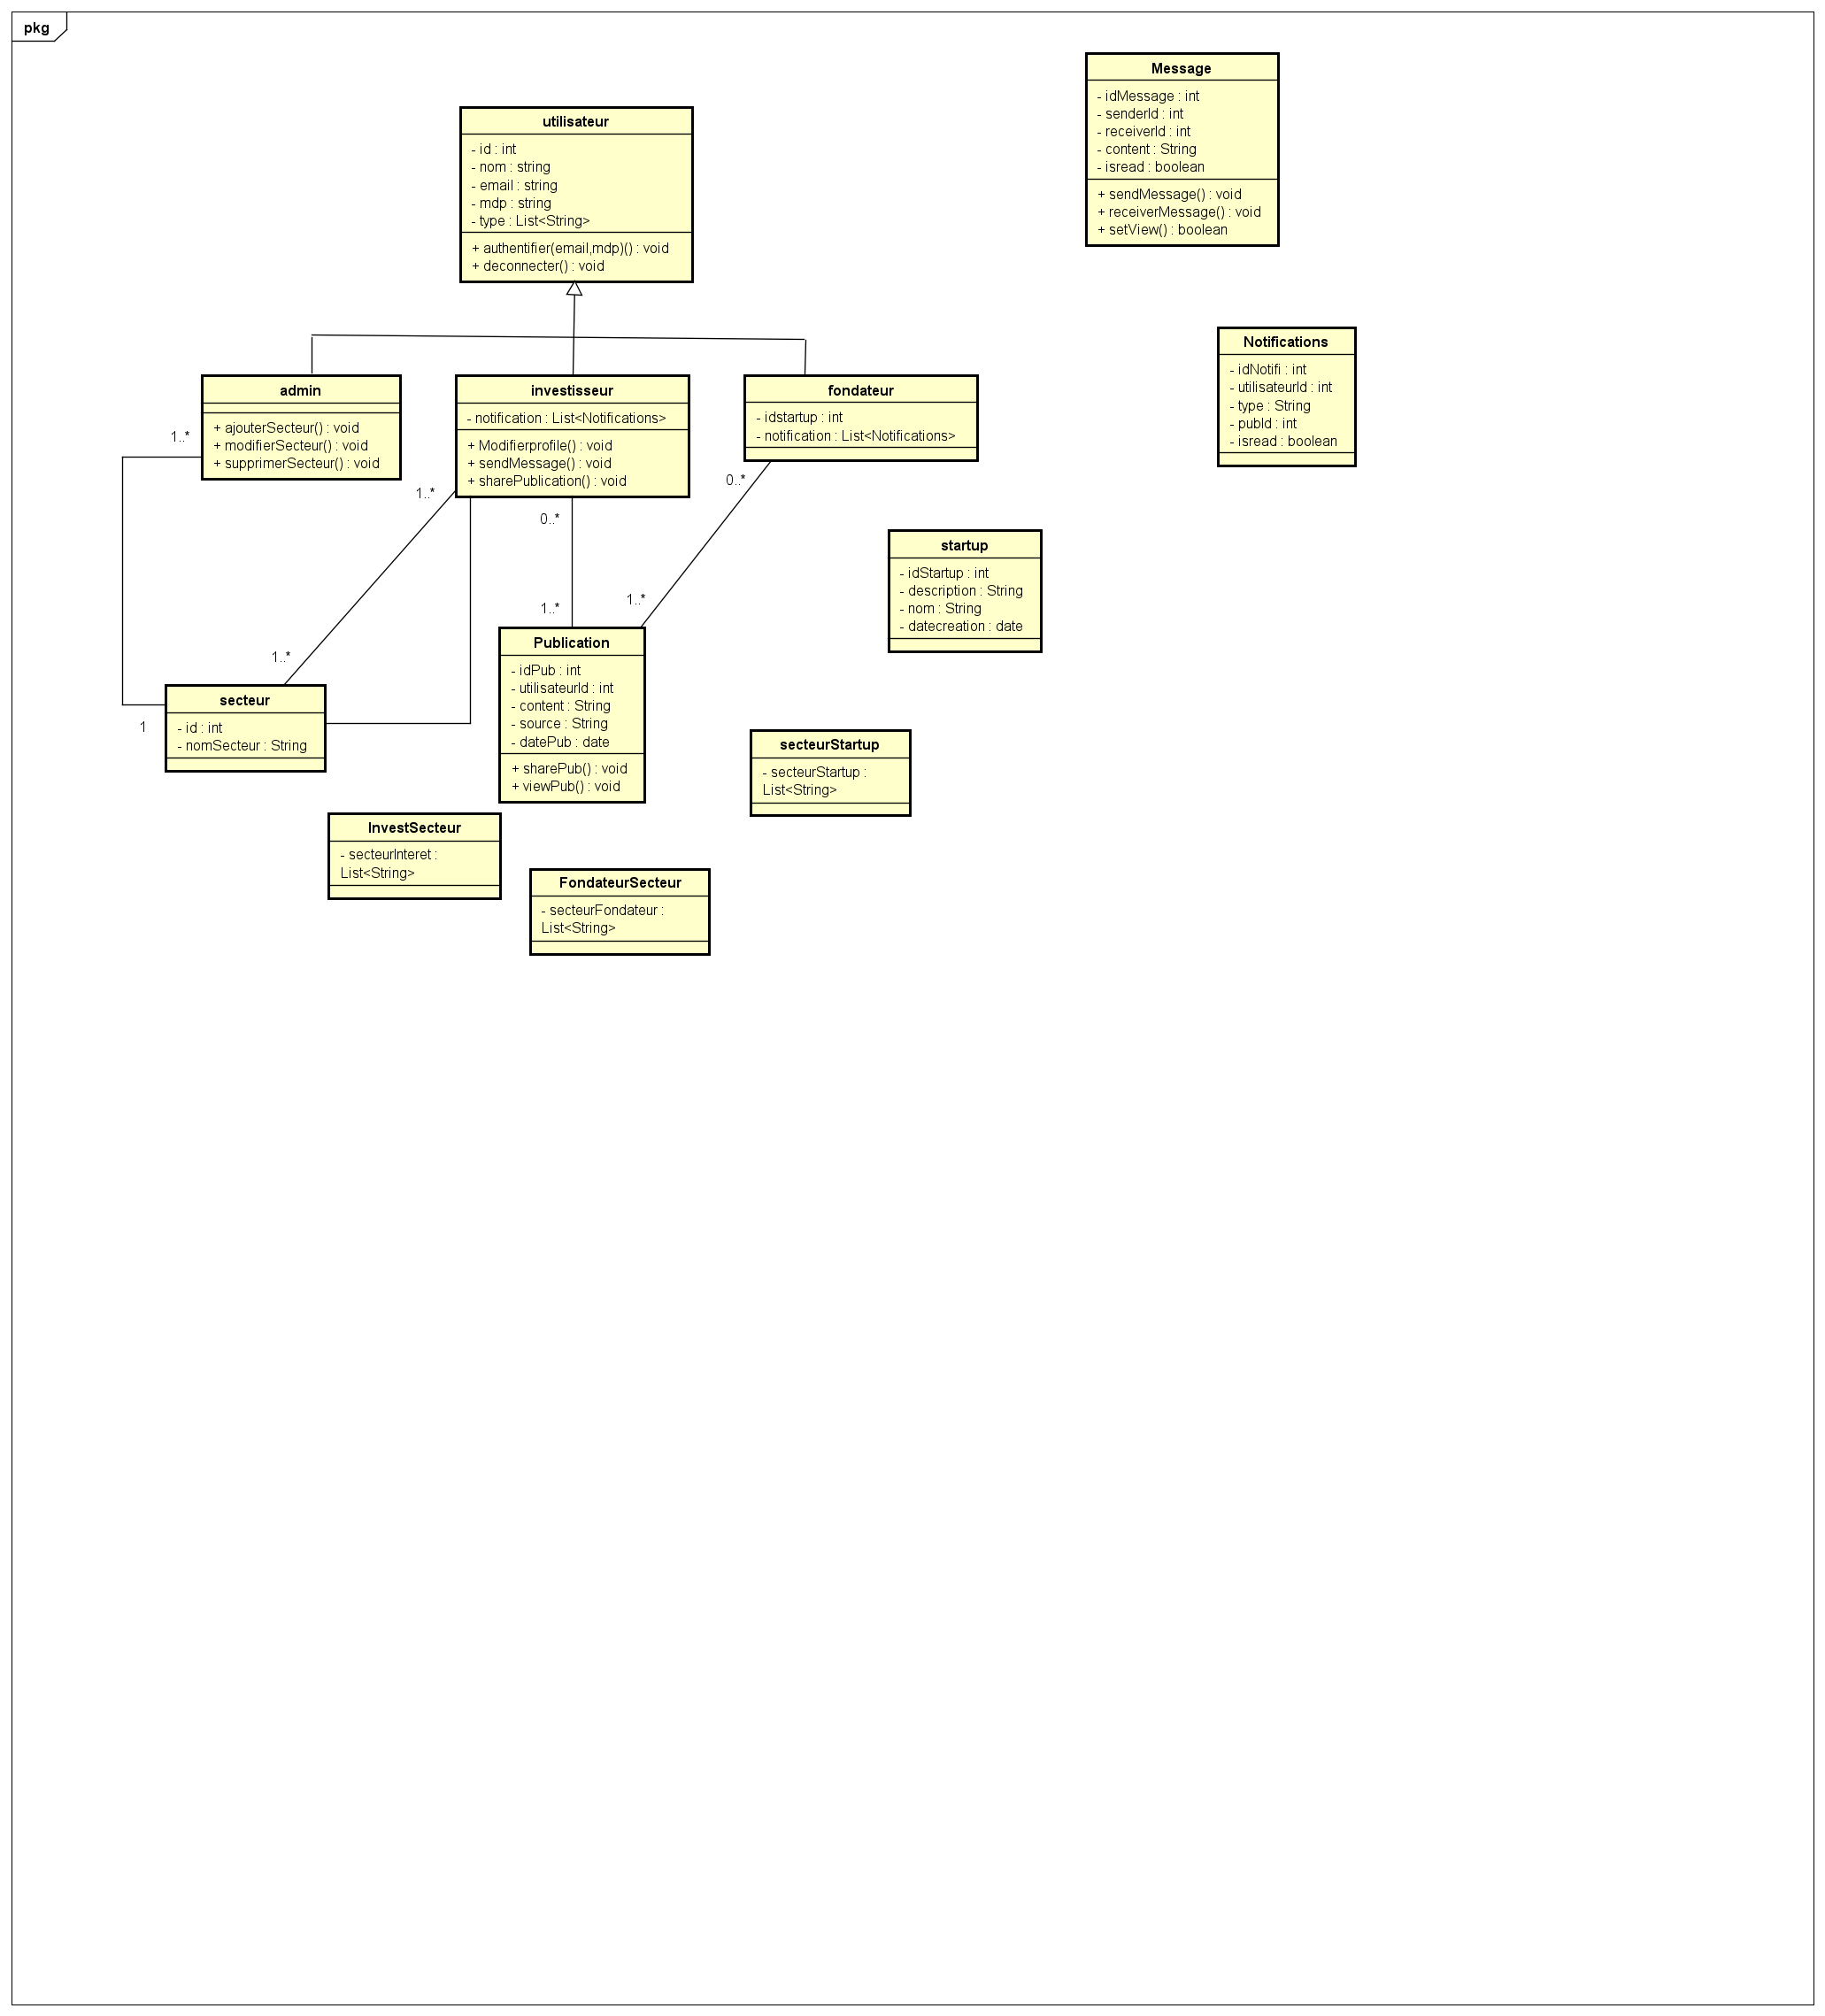 pkg
Message
- idMessage : int
- senderId : int
- receiverId : int
- content : String
- isread : boolean
+ sendMessage() : void
+ receiverMessage() : void
+ setView() : boolean
utilisateur
- id : int
- nom : string
- email : string
- mdp : string
- type : List<String>
+ authentifier(email,mdp)() : void
+ deconnecter() : void
Notifications
- idNotifi : int
- utilisateurId : int
- type : String
- pubId : int
- isread : boolean
admin
+ ajouterSecteur() : void
+ modifierSecteur() : void
+ supprimerSecteur() : void
investisseur
- notification : List<Notifications>
+ Modifierprofile() : void
+ sendMessage() : void
+ sharePublication() : void
fondateur
- idstartup : int
- notification : List<Notifications>
1..*
1..*
0..*
0..*
startup
- idStartup : int
- description : String
- nom : String
- datecreation : date
1..*
1..*
1..*
Publication
- idPub : int
- utilisateurId : int
- content : String
- source : String
- datePub : date
+ sharePub() : void
+ viewPub() : void
secteur
- id : int
- nomSecteur : String
1
secteurStartup
- secteurStartup :
List<String>
InvestSecteur
- secteurInteret :
List<String>
FondateurSecteur
- secteurFondateur :
List<String>